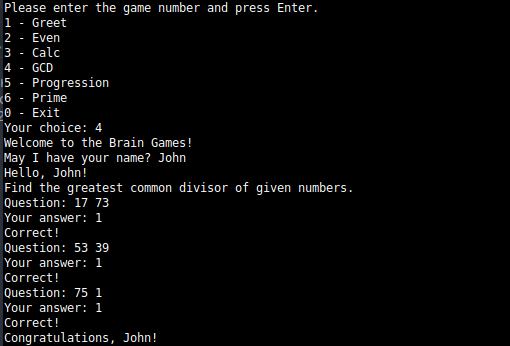 Please enter the game number and press Enter.
1 - Greet
2 - Even
3 - Calc
4 - GCD
5 - Progression
6 - Prime
0 - Exit
Your choice: 4
Welcome to the Brain Games!
May I have your name? John
Hello, John!
Find the greatest common divisor of given numbers.
Question: 17 73
Your answer: 1
Correct!
Question: 53 39
Your answer: 1
Correct!
Question: 75 1
Your answer: 1
Correct!
Congratulations, John!